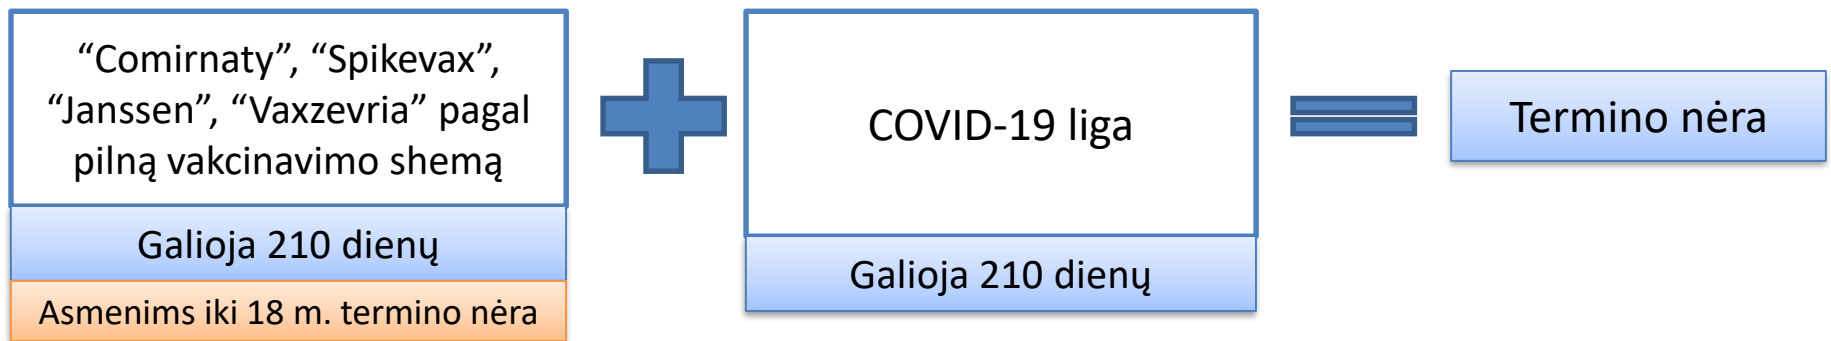 “Comirnaty”, “Spikevax”,
“Janssen”, “Vaxzevria” pagal
pilną vakcinavimo shemą
Galioja 210 dienų
Asmenims iki 18 m. termino nėra
COVID-19 liga
Galioja 210 dienų
Termino nėra